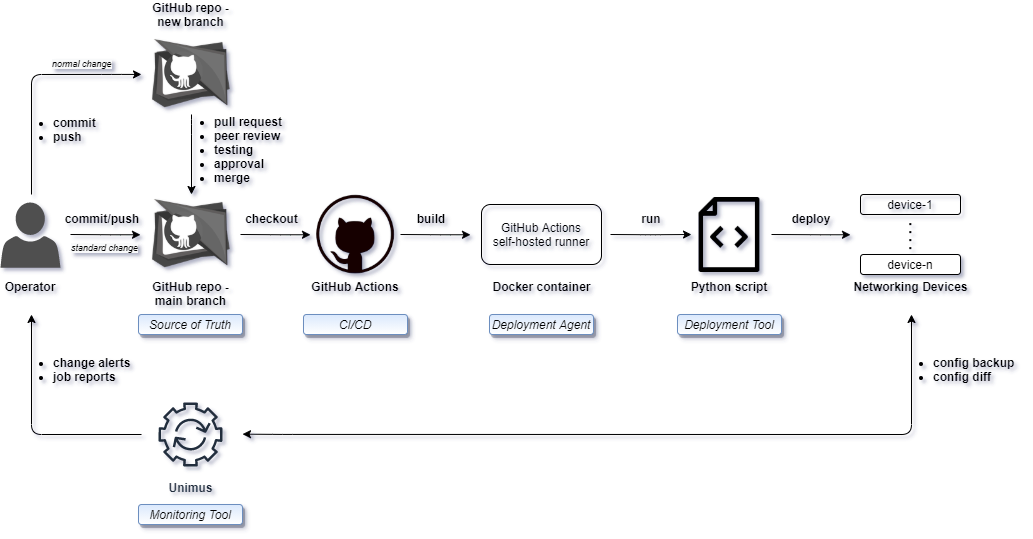 GitHub repo -
new branch
normal change
commit
push
pull request
peer review
testing
approval
merge
commit/push
standard change
checkout
build
GitHub Actions
self-hosted runner
run
deploy
device-1
device-n
Operator
GitHub repo -
main branch
GitHub Actions
Docker container
Python script
Networking Devices
Source of Truth
CI/CD
Deployment Agent
Deployment Tool
change alerts
job reports
config backup
config diff
Unimus
Monitoring Tool